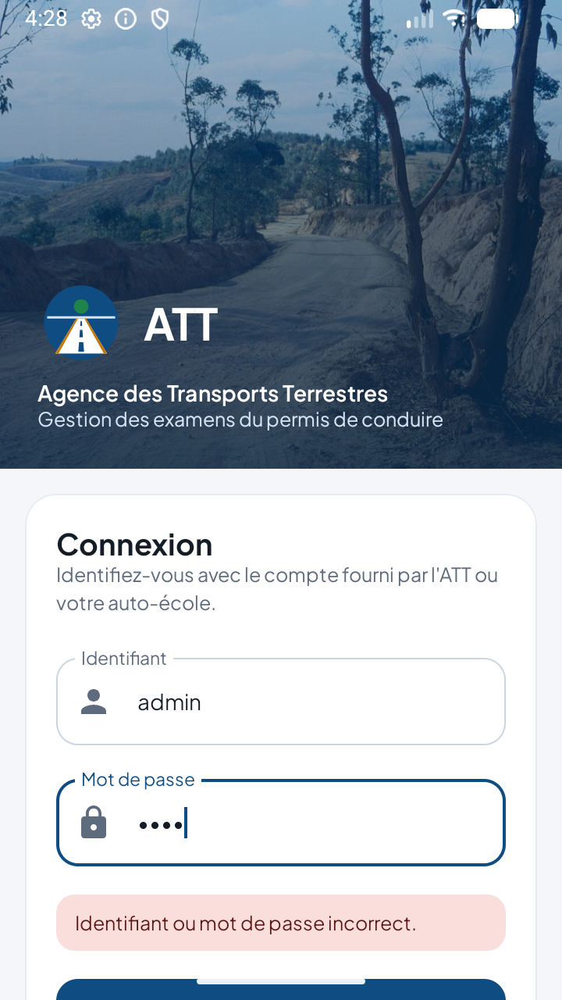 4:28
ATT
Agence des Transports Terrestres
Gestion des examens du permis de conduire
Connexion
Identifiez-vous avec le compte fourni par l'ATT ou
votre auto-école.
Identifiant
admin
Mot de passe
••••
Identifiant ou mot de passe incorrect.